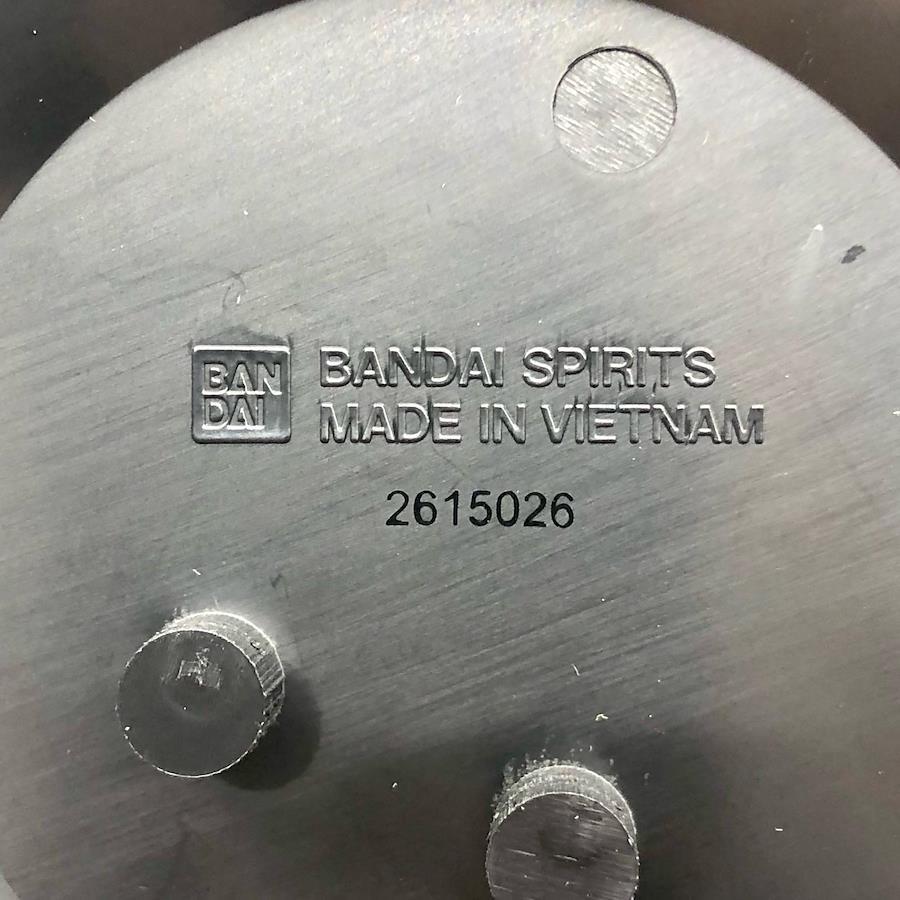 BAN
DAI
BANDAI SPIRITS
MADE IN VIETNAM
2615026